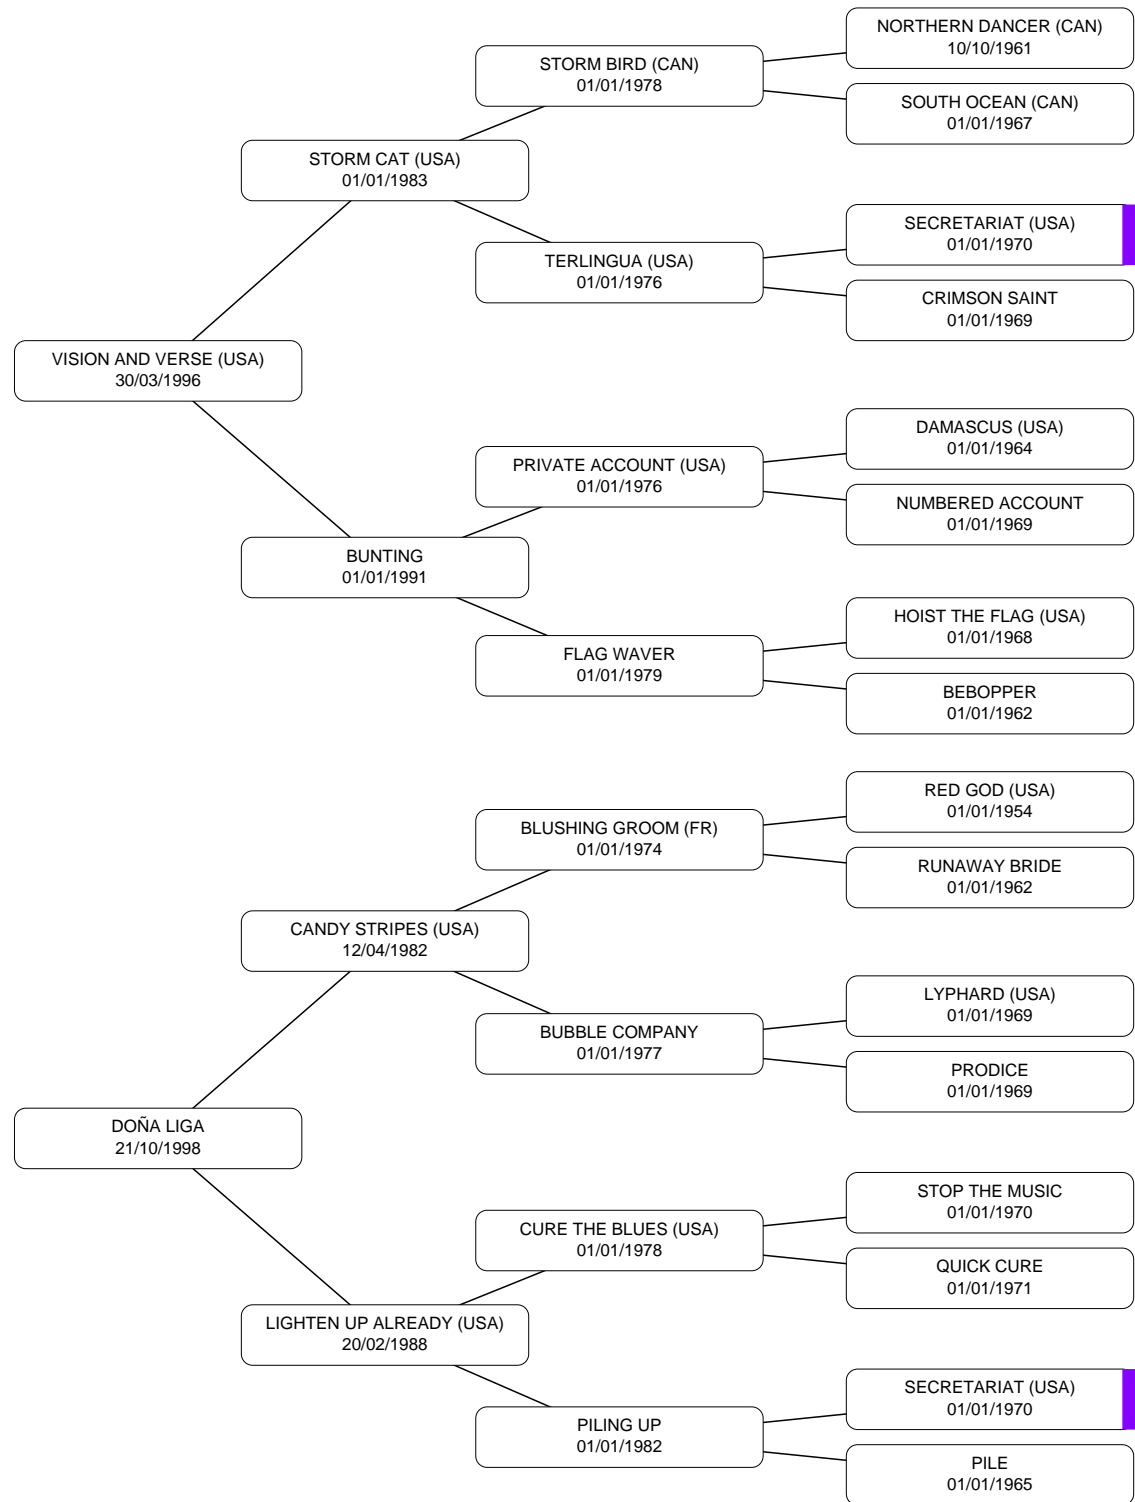 NORTHERN DANCER (CAN)
10/10/1961
STORM BIRD (CAN)
01/01/1978
SOUTH OCEAN (CAN)
01/01/1967
STORM CAT (USA)
01/01/1983
SECRETARIAT (USA)
01/01/1970
TERLINGUA (USA)
01/01/1976
CRIMSON SAINT
01/01/1969
VISION AND VERSE (USA)
30/03/1996
DAMASCUS (USA)
01/01/1964
PRIVATE ACCOUNT (USA)
01/01/1976
NUMBERED ACCOUNT
01/01/1969
BUNTING
01/01/1991
HOIST THE FLAG (USA)
01/01/1968
FLAG WAVER
01/01/1979
BEBOPPER
01/01/1962
RED GOD (USA)
01/01/1954
BLUSHING GROOM (FR)
01/01/1974
RUNAWAY BRIDE
01/01/1962
CANDY STRIPES (USA)
12/04/1982
LYPHARD (USA)
01/01/1969
BUBBLE COMPANY
01/01/1977
PRODICE
01/01/1969
DOÑA LIGA
21/10/1998
STOP THE MUSIC
01/01/1970
CURE THE BLUES (USA)
01/01/1978
QUICK CURE
01/01/1971
LIGHTEN UP ALREADY (USA)
20/02/1988
SECRETARIAT (USA)
01/01/1970
PILING UP
01/01/1982
PILE
01/01/1965